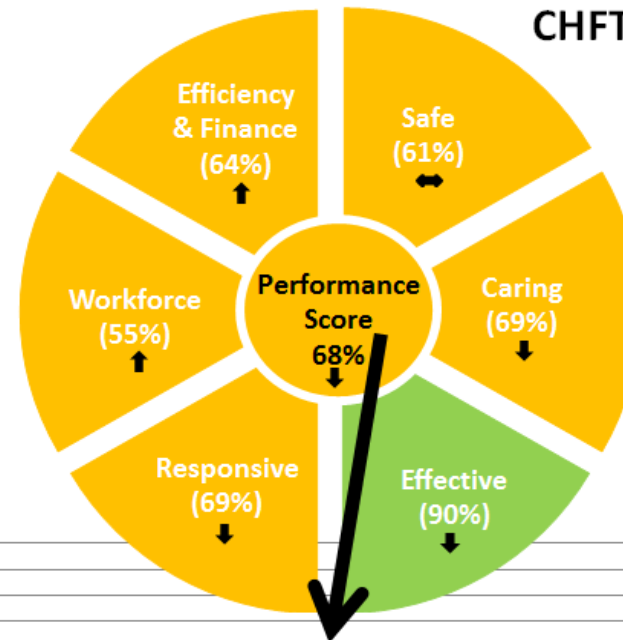 CHFT
Efficiency
& Finance
(64%)
Safe
(61%)
Workforce
(55%)
Performance
Score
68%
Caring
(69%)
Responsive
(69%)
Effective
(90%)